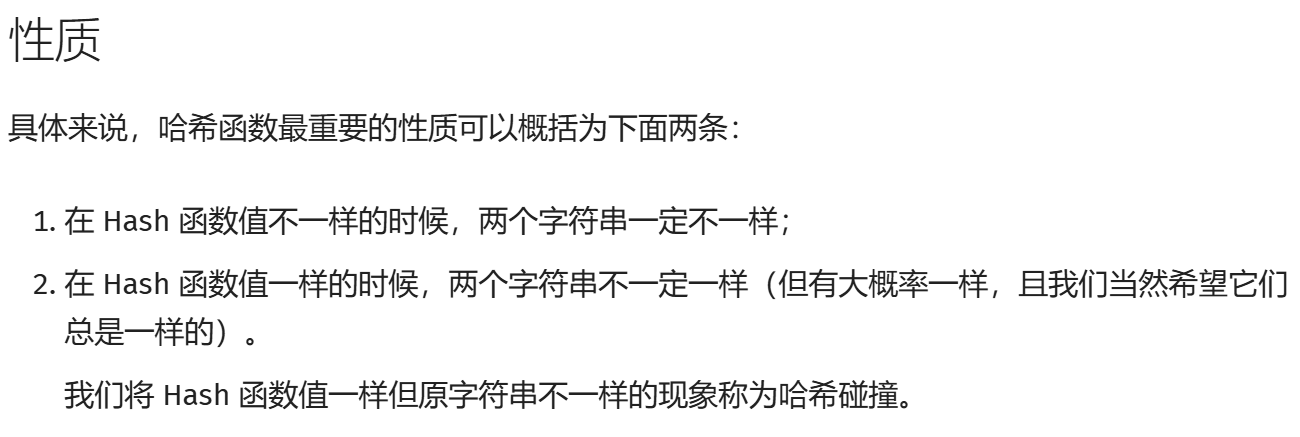 性质
具体来说，哈希函数最重要的性质可以概括为下面两条：
1. 在 Hash 函数值不一样的时候，两个字符串一定不一样；
2. 在 Hash 函数值一样的时候，两个字符串不一定一样（但有大概率一样，且我们当然希望它们
总是一样的）。
我们将 Hash 函数值一样但原字符串不一样的现象称为哈希碰撞。